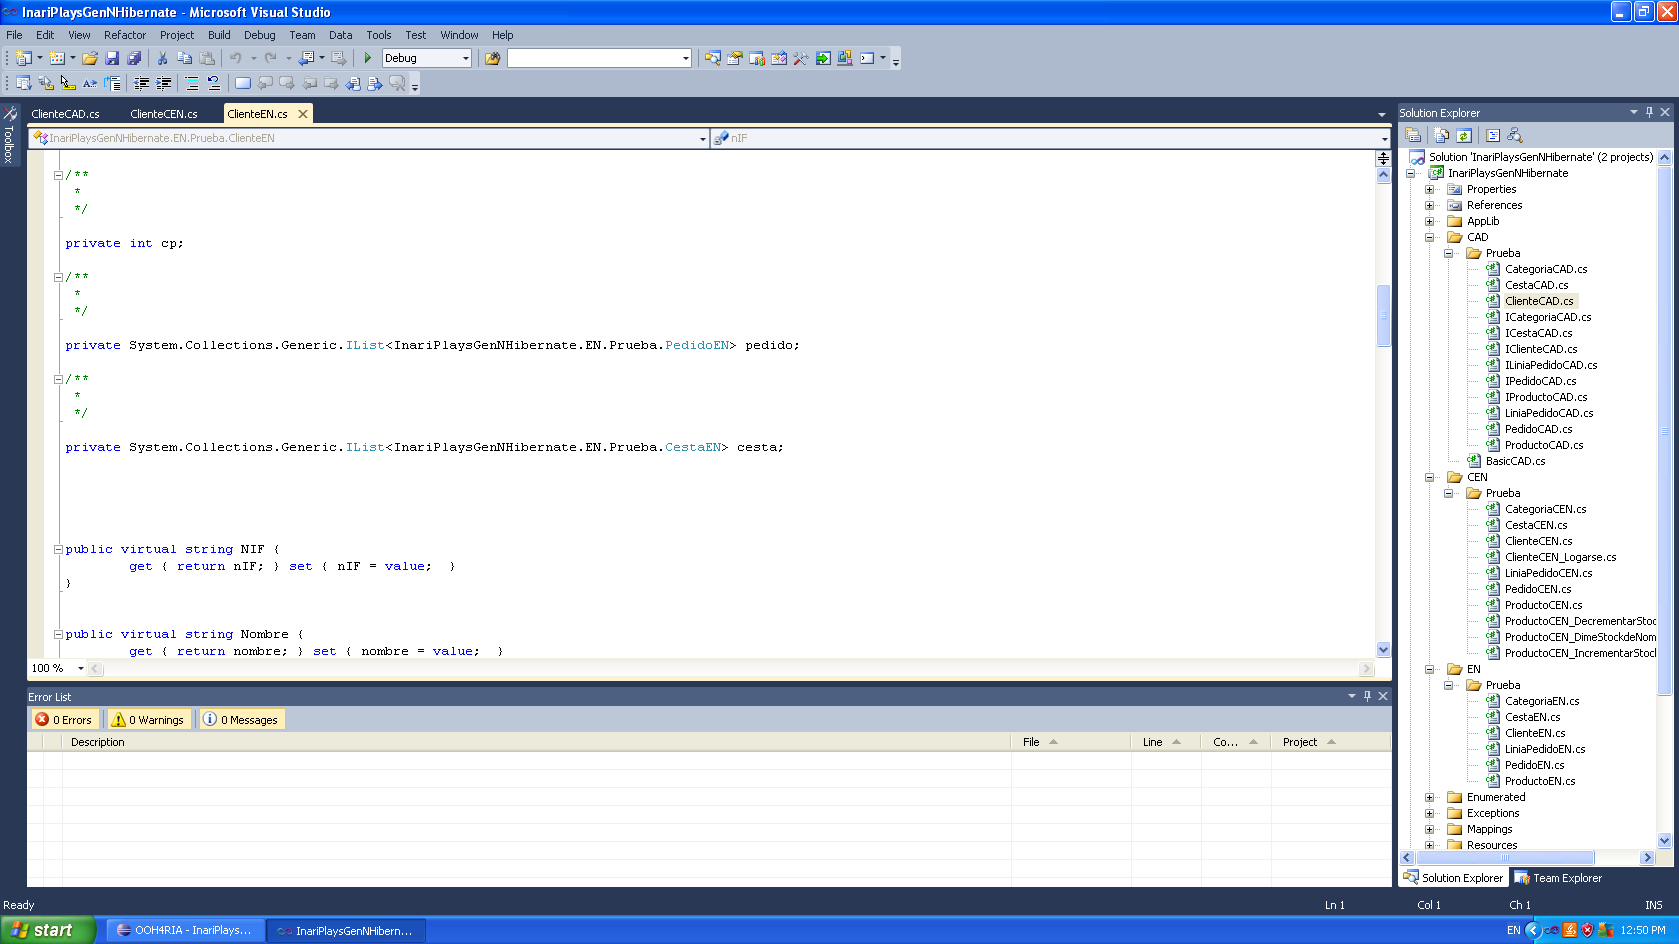 InariPlaysGenNHibernate - Microsoft Visual Studio
File Edit View Refactor Project Build Debug Team Data Tools Test Window Help
Debug
Toolbox
ClienteCAD.cs ClienteCEN.cs ClienteEN.cs
InariPlaysGenNHibernate.EN.Prueba.ClienteEN
nIF
/**
*
*/
private int cp;
/**
*
*/
private System.Collections.Generic.IList<InariPlaysGenNHibernate.EN.Prueba.PedidoEN> pedido;
/**
*
*/
private System.Collections.Generic.IList<InariPlaysGenNHibernate.EN.Prueba.CestaEN> cesta;
public virtual string NIF {
get { return nIF; } set { nIF = value;  }
}
public virtual string Nombre {
get { return nombre; } set { nombre = value;  }
100 %
Error List
0 Errors 0 Warnings 0 Messages
Description File Line Co... Project
Solution Explorer
Solution 'InariPlaysGenNHibernate' (2 projects)
InariPlaysGenNHibernate
Properties
References
AppLib
CAD
Prueba
CategoriaCAD.cs
CestaCAD.cs
ClienteCAD.cs
ICategoriaCAD.cs
ICestaCAD.cs
IClienteCAD.cs
ILiniaPedidoCAD.cs
IPedidoCAD.cs
IProductoCAD.cs
LiniaPedidoCAD.cs
PedidoCAD.cs
ProductoCAD.cs
BasicCAD.cs
CEN
Prueba
CategoriaCEN.cs
CestaCEN.cs
ClienteCEN.cs
ClienteCEN_Logarse.cs
LiniaPedidoCEN.cs
PedidoCEN.cs
ProductoCEN.cs
ProductoCEN_DecrementarStoc
ProductoCEN_DimeStockdeNom
ProductoCEN_IncrementarStock
EN
Prueba
CategoriaEN.cs
CestaEN.cs
ClienteEN.cs
LiniaPedidoEN.cs
PedidoEN.cs
ProductoEN.cs
Enumerated
Exceptions
Mappings
Resources
Solution Explorer Team Explorer
Ready Ln 1 Col 1 Ch 1 INS
start OOH4RIA - InariPlays... InariPlaysGenNHibern... EN 12:50 PM